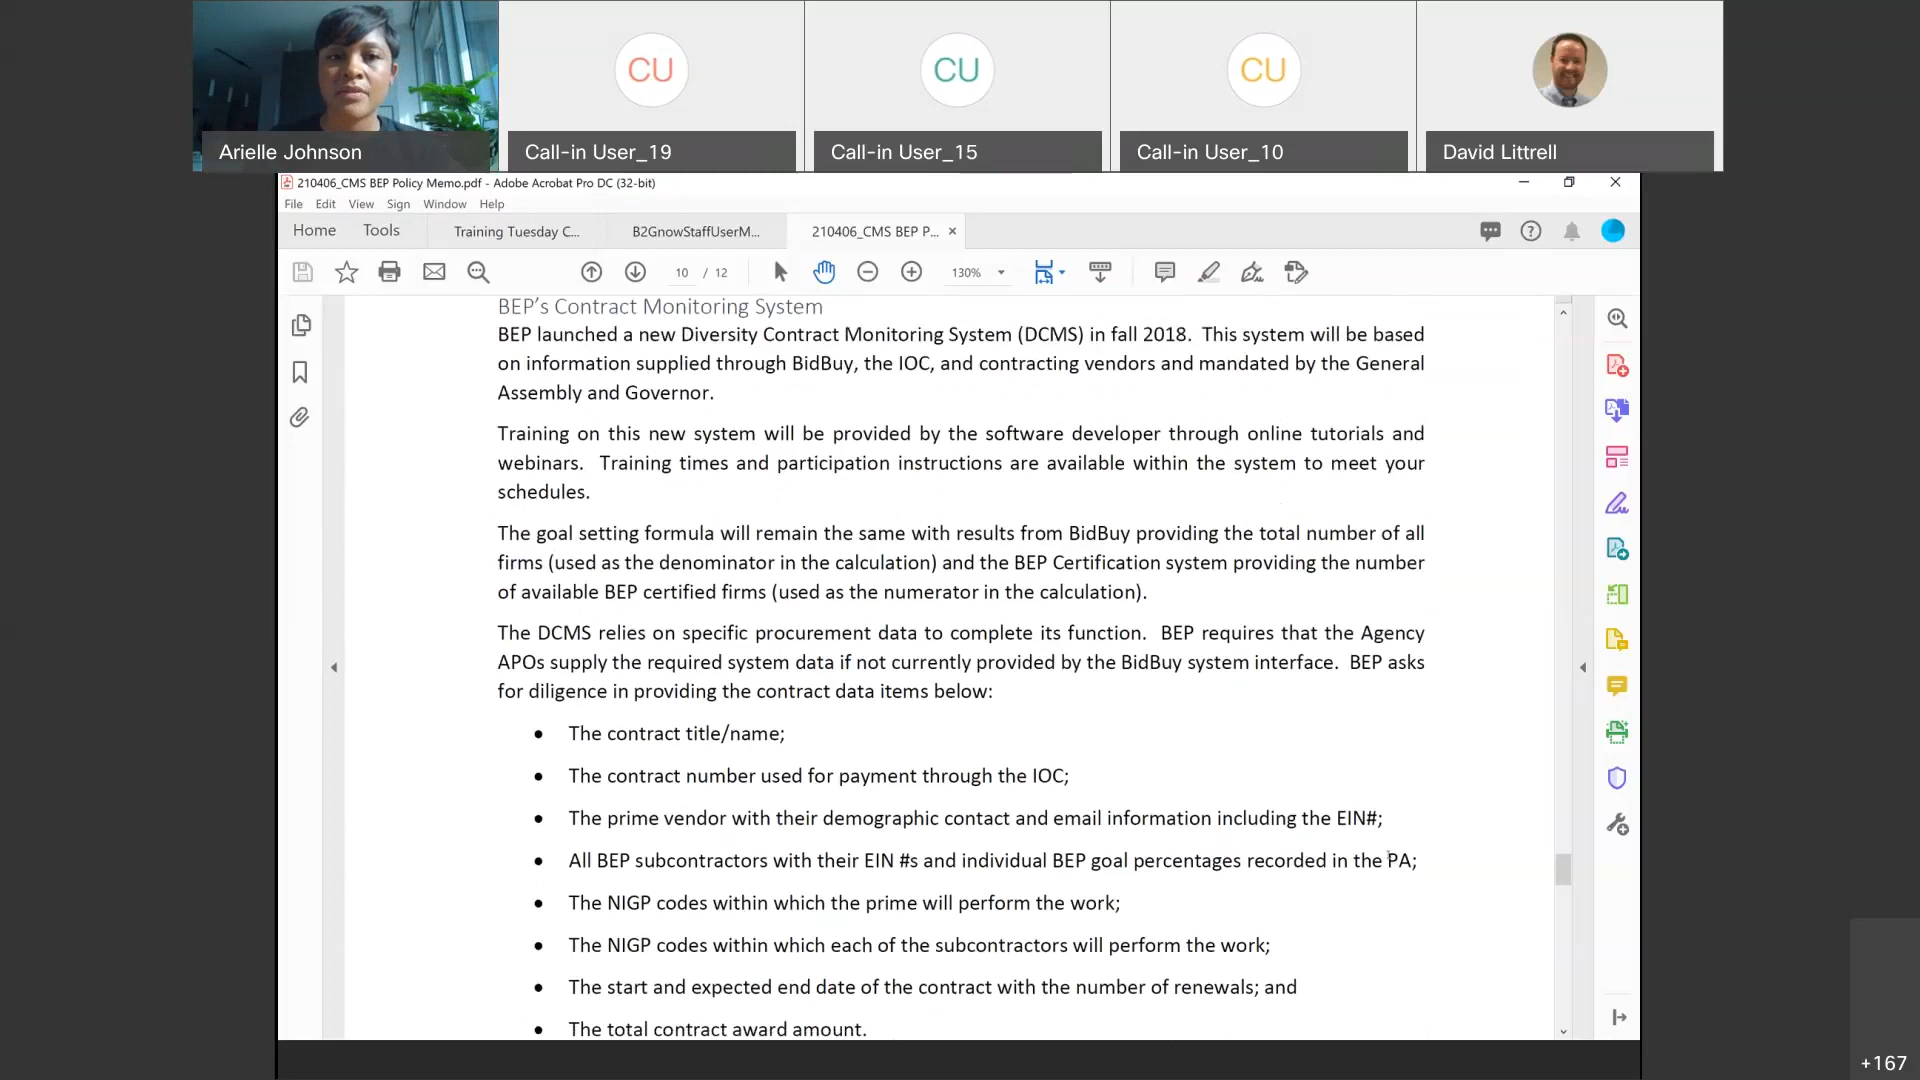 CU
CU
CU
Arielle Johnson
Call-in User_19
Call-in User_15
Call-in User_10
David Littrell
210406_CMS BEP Policy Memo.pdf - Adobe Acrobat Pro DC (32-bit)
File Edit View Sign Window Help
Home Tools Training Tuesday C... B2GnowStaffUserM... 210406_CMS BEP P...
10 / 12 130%
BEP's Contract Monitoring System
BEP launched a new Diversity Contract Monitoring System (DCMS) in fall 2018. This system will be based
on information supplied through BidBuy, the IOC, and contracting vendors and mandated by the General
Assembly and Governor.
Training on this new system will be provided by the software developer through online tutorials and
webinars. Training times and participation instructions are available within the system to meet your
schedules.
The goal setting formula will remain the same with results from BidBuy providing the total number of all
firms (used as the denominator in the calculation) and the BEP Certification system providing the number
of available BEP certified firms (used as the numerator in the calculation).
The DCMS relies on specific procurement data to complete its function. BEP requires that the Agency
APOs supply the required system data if not currently provided by the BidBuy system interface. BEP asks
for diligence in providing the contract data items below:
• The contract title/name;
• The contract number used for payment through the IOC;
• The prime vendor with their demographic contact and email information including the EIN#;
• All BEP subcontractors with their EIN #s and individual BEP goal percentages recorded in the PA;
• The NIGP codes within which the prime will perform the work;
• The NIGP codes within which each of the subcontractors will perform the work;
• The start and expected end date of the contract with the number of renewals; and
• The total contract award amount.
+167